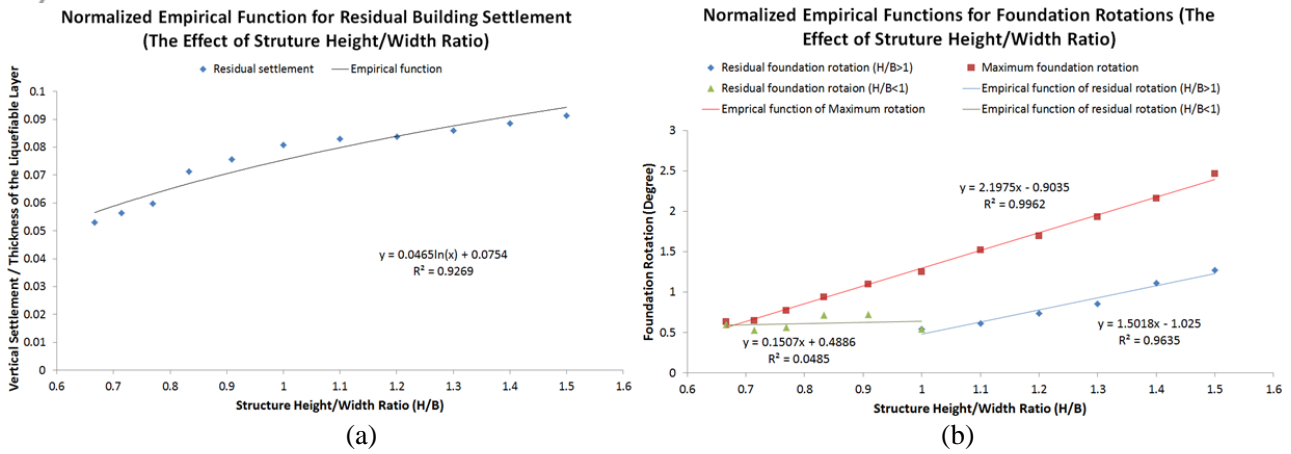 Normalized Empirical Function for Residual Building Settlement
(The Effect of Struture Height/Width Ratio)
Residual settlement
Empirical function
Vertical Settlement / Thickness of the Liquefiable Layer
0.1
0.09
0.08
0.07
0.06
0.05
0.04
0.03
0.02
0.01
0
y = 0.0465ln(x) + 0.0754
R² = 0.9269
0.6 0.7 0.8 0.9 1 1.1 1.2 1.3 1.4 1.5 1.6
Structure Height/Width Ratio (H/B)
(a)
Normalized Empirical Functions for Foundation Rotations (The
Effect of Struture Height/Width Ratio)
Residual foundation rotation (H/B>1)
Maximum foundation rotation
Residual foundation rotaion (H/B<1)
Empirical function of residual rotation (H/B>1)
Emprical function of Maximum rotation
Empirical function of residual rotation (H/B<1)
Foundation Rotation (Degree)
3
2.5
2
1.5
1
0.5
0
y = 2.1975x - 0.9035
R² = 0.9962
y = 0.1507x + 0.4886
R² = 0.0485
y = 1.5018x - 1.025
R² = 0.9635
0.6 0.7 0.8 0.9 1 1.1 1.2 1.3 1.4 1.5 1.6
Structure Height/Width Ratio (H/B)
(b)